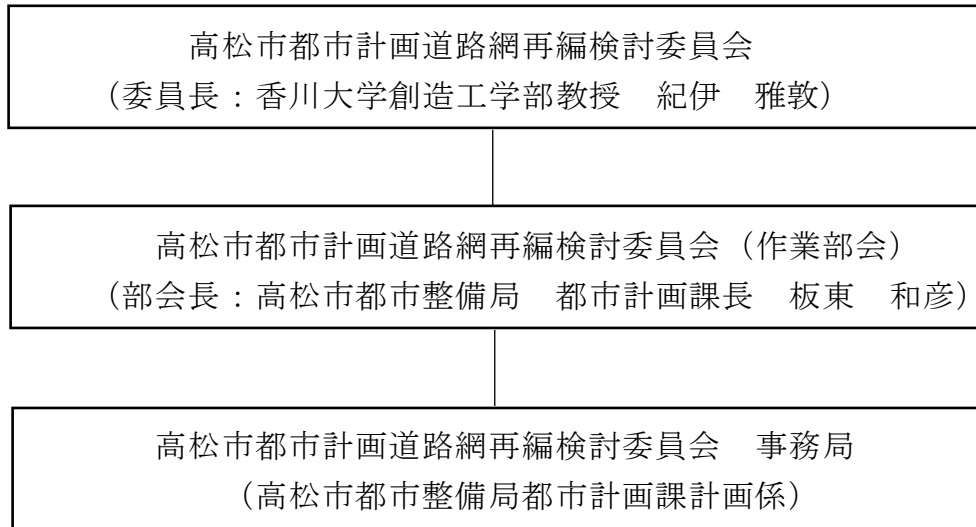 高松市都市計画道路網再編検討委員会
（委員長：香川大学創造工学部教授　紀伊　雅敦）
高松市都市計画道路網再編検討委員会（作業部会）
（部会長：高松市都市整備局　都市計画課長　板東　和彦）
高松市都市計画道路網再編検討委員会　事務局
（高松市都市整備局都市計画課計画係）